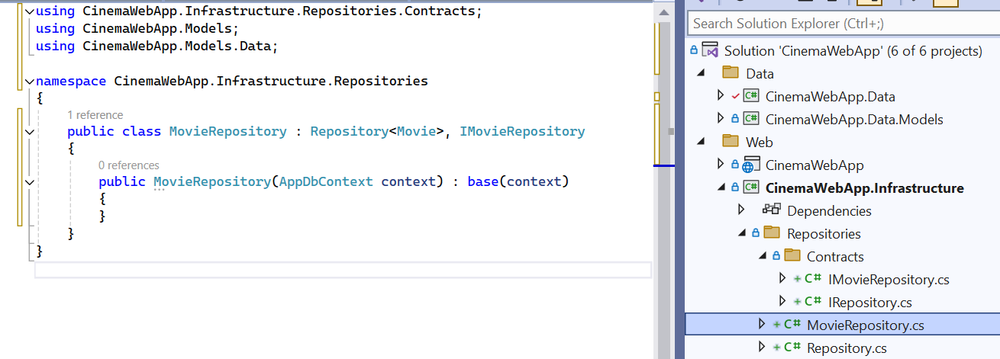 using CinemaWebApp.Infrastructure.Repositories.Contracts;
using CinemaWebApp.Models;
using CinemaWebApp.Models.Data;
namespace CinemaWebApp.Infrastructure.Repositories
{
1 reference
public class MovieRepository : Repository<Movie>, IMovieRepository
{
0 references
public MovieRepository(AppDbContext context) : base(context)
{
}
}
}
Search Solution Explorer (Ctrl+;)
Solution 'CinemaWebApp' (6 of 6 projects)
Data
C# CinemaWebApp.Data
C# CinemaWebApp.Data.Models
Web
CinemaWebApp
C# CinemaWebApp.Infrastructure
Dependencies
Repositories
Contracts
+ C# IMovieRepository.cs
+ C# IRepository.cs
+ C# MovieRepository.cs
+ C# Repository.cs